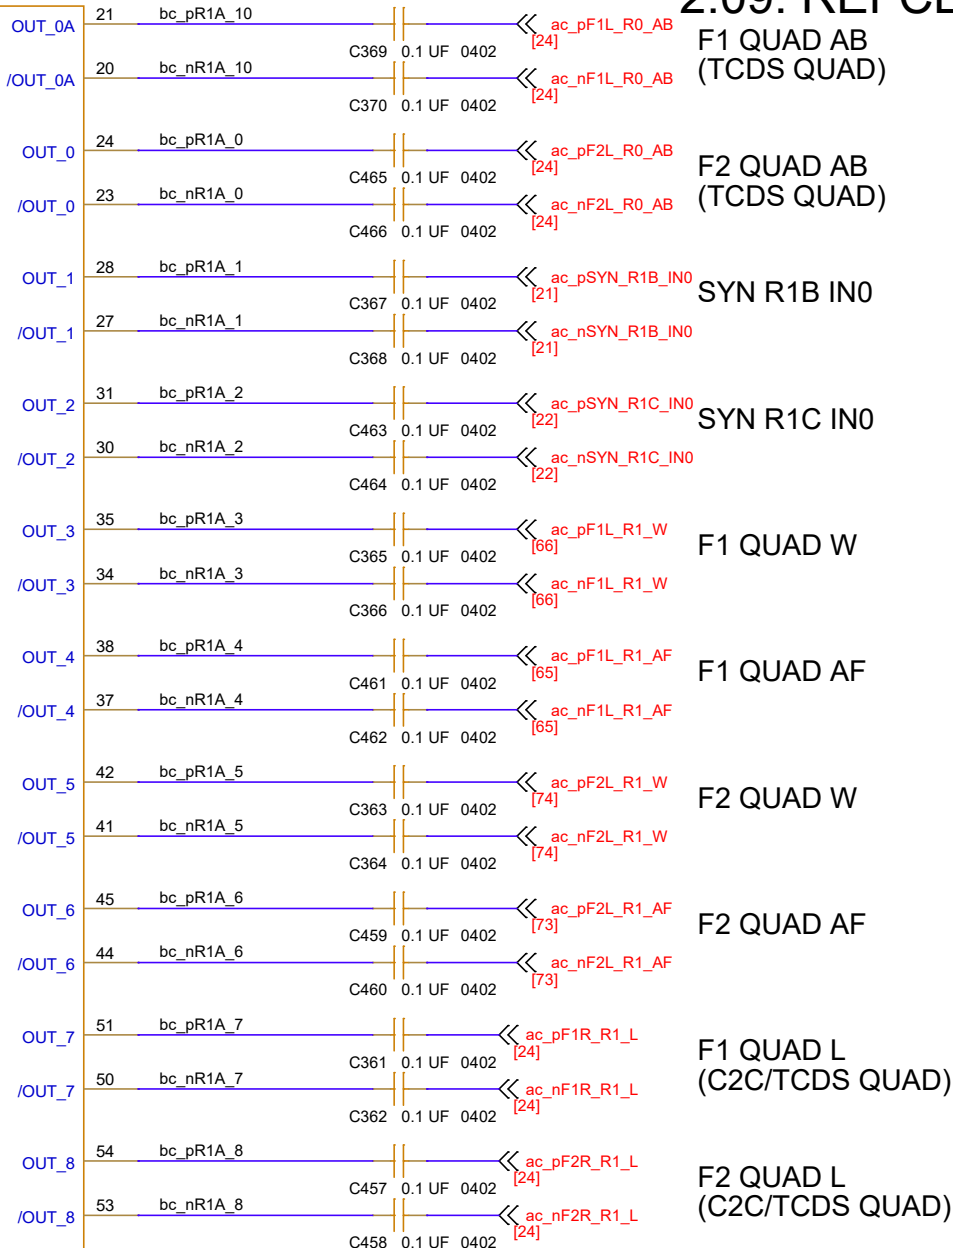 2.09. REFCL
OUT_0A 21 bc_pR1A_10 C369 0.1 UF 0402 ac_pF1L_R0_AB [24]
F1 QUAD AB
(TCDS QUAD)
/OUT_0A 20 bc_nR1A_10 C370 0.1 UF 0402 ac_nF1L_R0_AB [24]
OUT_0 24 bc_pR1A_0 C465 0.1 UF 0402 ac_pF2L_R0_AB [24]
F2 QUAD AB
(TCDS QUAD)
/OUT_0 23 bc_nR1A_0 C466 0.1 UF 0402 ac_nF2L_R0_AB [24]
OUT_1 28 bc_pR1A_1 C367 0.1 UF 0402 ac_pSYN_R1B_IN0 [21]
SYN R1B IN0
/OUT_1 27 bc_nR1A_1 C368 0.1 UF 0402 ac_nSYN_R1B_IN0 [21]
OUT_2 31 bc_pR1A_2 C463 0.1 UF 0402 ac_pSYN_R1C_IN0 [22]
SYN R1C IN0
/OUT_2 30 bc_nR1A_2 C464 0.1 UF 0402 ac_nSYN_R1C_IN0 [22]
OUT_3 35 bc_pR1A_3 C365 0.1 UF 0402 ac_pF1L_R1_W [66]
F1 QUAD W
/OUT_3 34 bc_nR1A_3 C366 0.1 UF 0402 ac_nF1L_R1_W [66]
OUT_4 38 bc_pR1A_4 C461 0.1 UF 0402 ac_pF1L_R1_AF [65]
F1 QUAD AF
/OUT_4 37 bc_nR1A_4 C462 0.1 UF 0402 ac_nF1L_R1_AF [65]
OUT_5 42 bc_pR1A_5 C363 0.1 UF 0402 ac_pF2L_R1_W [74]
F2 QUAD W
/OUT_5 41 bc_nR1A_5 C364 0.1 UF 0402 ac_nF2L_R1_W [74]
OUT_6 45 bc_pR1A_6 C459 0.1 UF 0402 ac_pF2L_R1_AF [73]
F2 QUAD AF
/OUT_6 44 bc_nR1A_6 C460 0.1 UF 0402 ac_nF2L_R1_AF [73]
OUT_7 51 bc_pR1A_7 C361 0.1 UF 0402 ac_pF1R_R1_L [24]
F1 QUAD L
(C2C/TCDS QUAD)
/OUT_7 50 bc_nR1A_7 C362 0.1 UF 0402 ac_nF1R_R1_L [24]
OUT_8 54 bc_pR1A_8 C457 0.1 UF 0402 ac_pF2R_R1_L [24]
F2 QUAD L
(C2C/TCDS QUAD)
/OUT_8 53 bc_nR1A_8 C458 0.1 UF 0402 ac_nF2R_R1_L [24]